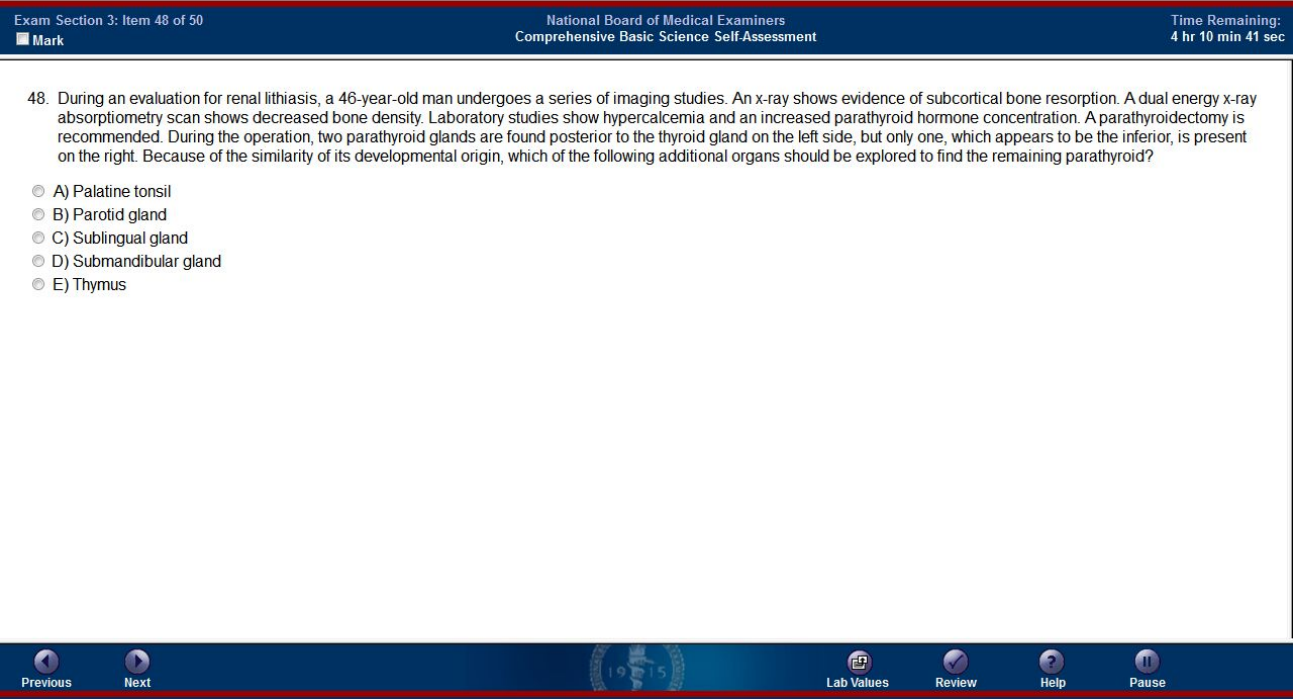 Exam Section 3: Item 48 of 50
National Board of Medical Examiners
Time Remaining:
Mark
Comprehensive Basic Science Self-Assessment
4 hr 10 min 41 sec
48. During an evaluation for renal lithiasis, a 46-year-old man undergoes a series of imaging studies. An x-ray shows evidence of subcortical bone resorption. A dual energy x-ray
absorptiometry scan shows decreased bone density. Laboratory studies show hypercalcemia and an increased parathyroid hormone concentration. A parathyroidectomy is
recommended. During the operation, two parathyroid glands are found posterior to the thyroid gland on the left side, but only one, which appears to be the inferior, is present
on the right. Because of the similarity of its developmental origin, which of the following additional organs should be explored to find the remaining parathyroid?
A) Palatine tonsil
B) Parotid gland
C) Sublingual gland
D) Submandibular gland
E) Thymus
1915
Previous
Next
Lab Values
Review
Help
Pause